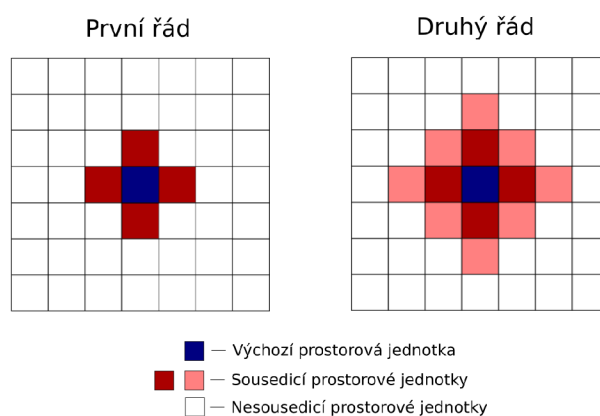 První řád
Druhý řád
— Výchozí prostorová jednotka
— Sousedicí prostorové jednotky
— Nesousedicí prostorové jednotky